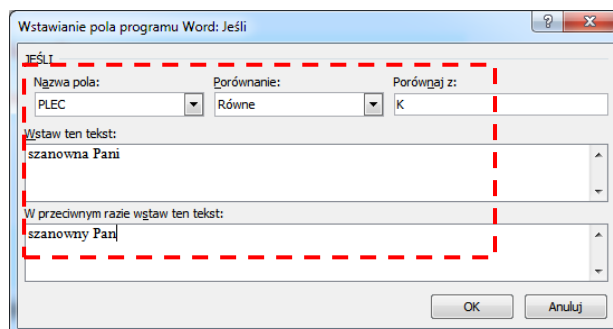 Wstawianie pola programu Word: Jeśli
JEŚLI
Nazwa pola: Porównanie: Porównaj z:
PLEC Równe K
Wstaw ten tekst:
szanowna Pani
W przeciwnym razie wstaw ten tekst:
szanowny Pan
OK Anuluj